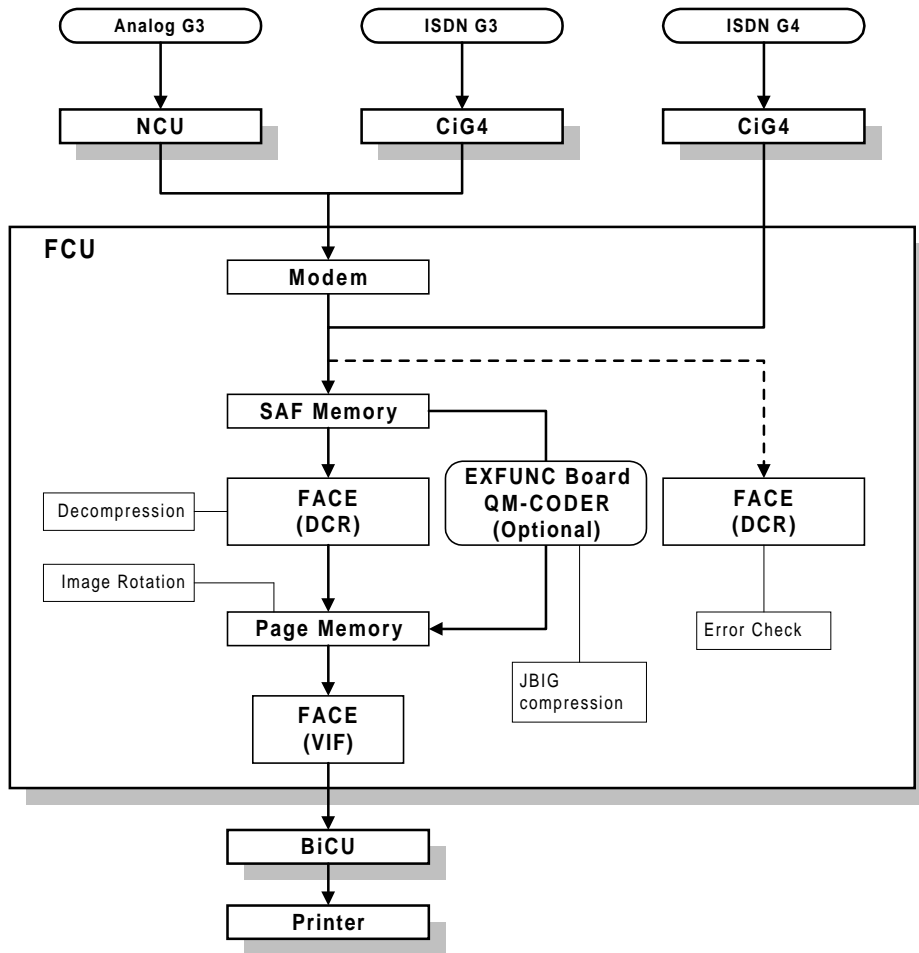 Analog G3
ISDN G3
ISDN G4
NCU
CiG4
CiG4
FCU
Modem
SAF Memory
EXFUNC Board
QM-CODER
(Optional)
FACE
(DCR)
FACE
(DCR)
Decompression
Image Rotation
Page Memory
Error Check
JBIG
compression
FACE
(VIF)
BiCU
Printer